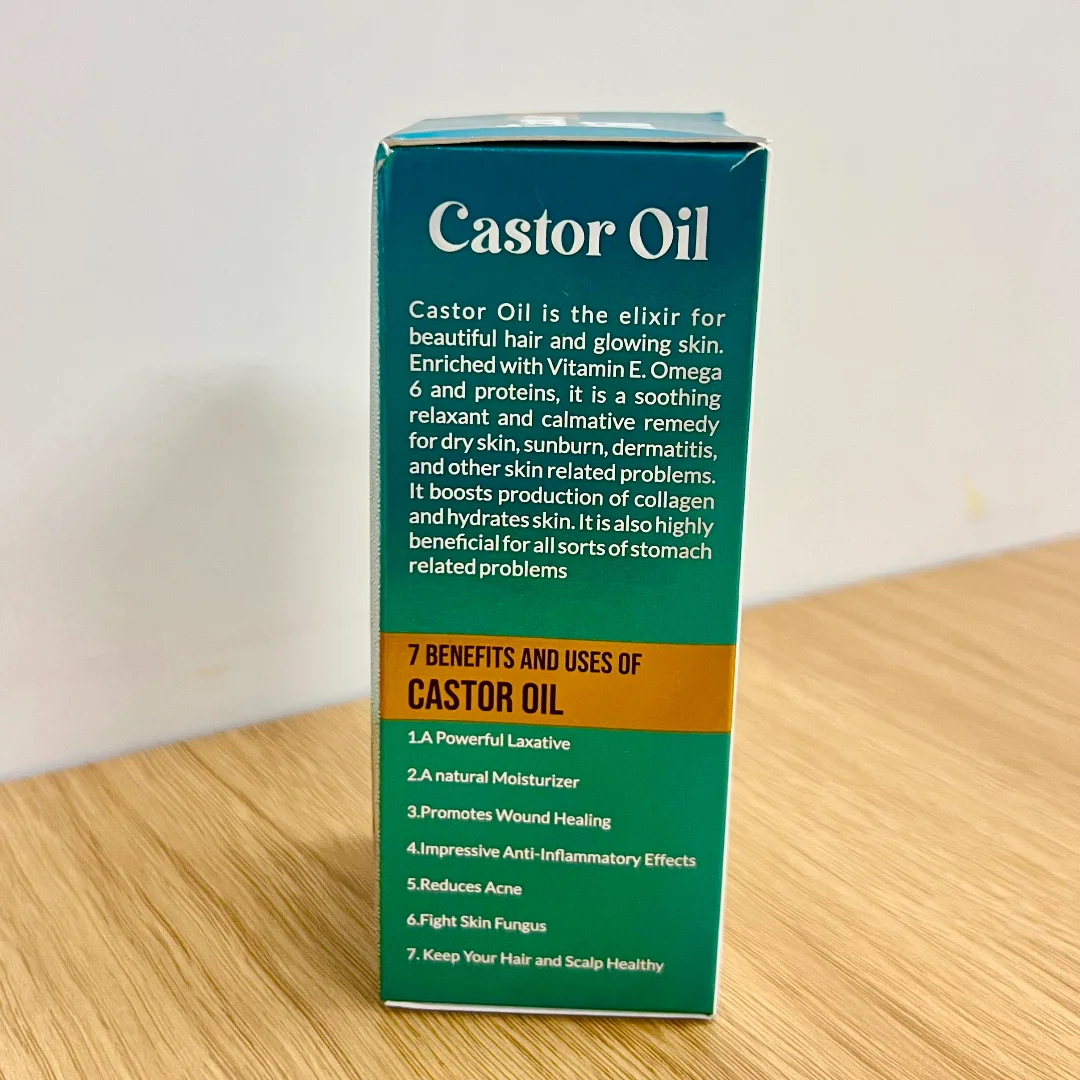 Castor Oil
Castor Oil is the elixir for
beautiful hair and glowing skin.
Enriched with Vitamin E. Omega
6 and proteins, it is a soothing
relaxant and calmative remedy
for dry skin, sunburn, dermatitis,
and other skin related problems.
It boosts production of collagen
and hydrates skin. It is also highly
beneficial for all sorts of stomach
related problems
7 BENEFITS AND USES OF
CASTOR OIL
1.A Powerful Laxative
2.A natural Moisturizer
3.Promotes Wound Healing
4.Impressive Anti-Inflammatory Effects
5.Reduces Acne
6.Fight Skin Fungus
7. Keep Your Hair and Scalp Healthy